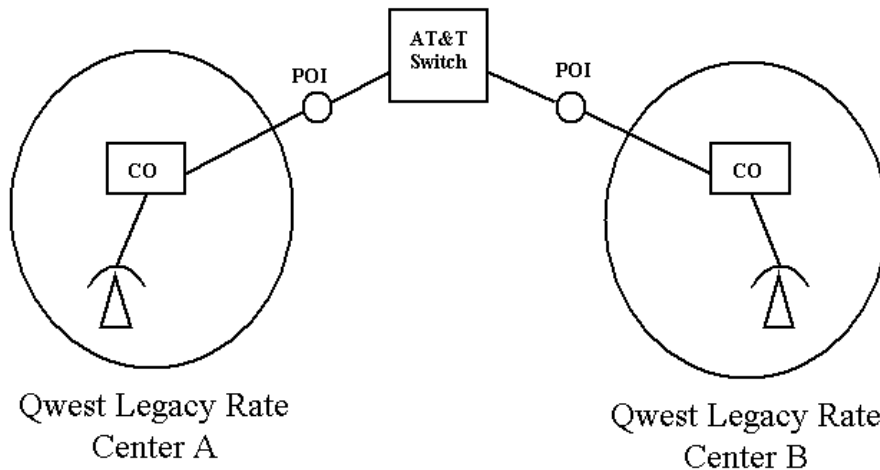 AT&T
Switch
POI
POI
CO
CO
Qwest Legacy Rate
Center A
Qwest Legacy Rate
Center B